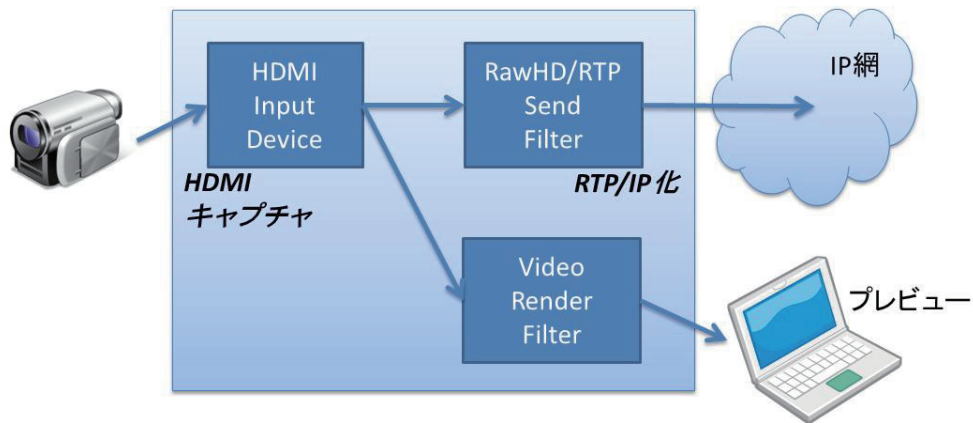 HDMI
Input
Device
HDMI
キャプチャ
RawHD/RTP
Send
Filter
RTP/IP化
IP網
Video
Render
Filter
プレビュー